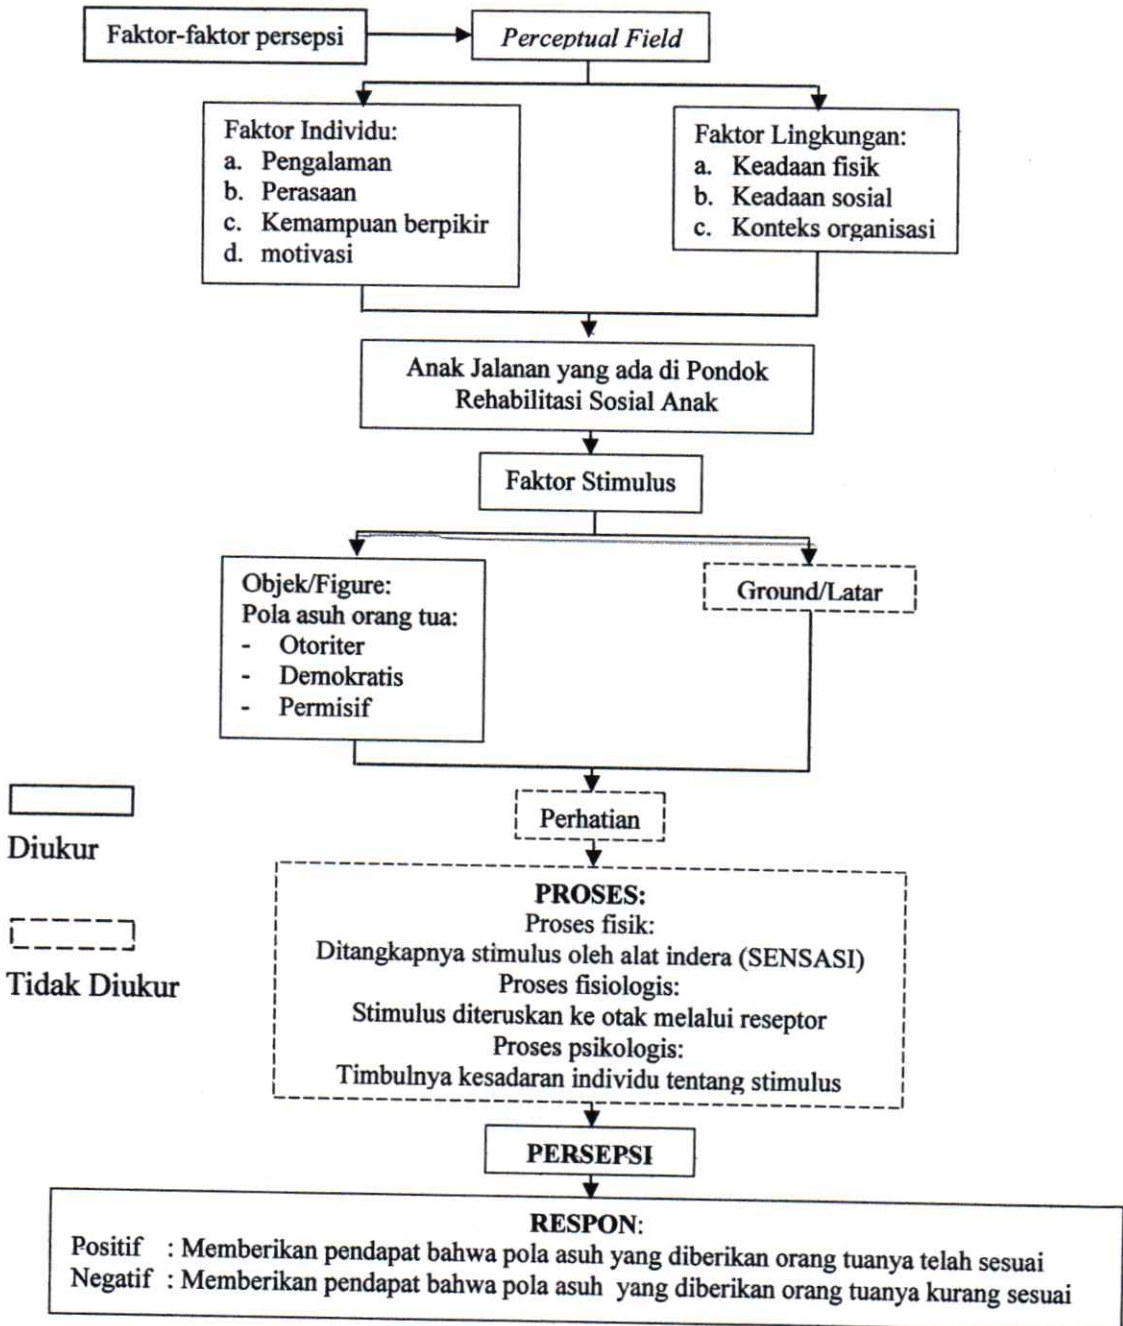 Faktor-faktor persepsi
Perceptual Field
Faktor Individu:
a. Pengalaman
b. Perasaan
c. Kemampuan berpikir
d. motivasi
Faktor Lingkungan:
a. Keadaan fisik
b. Keadaan sosial
c. Konteks organisasi
Anak Jalanan yang ada di Pondok
Rehabilitasi Sosial Anak
Faktor Stimulus
Objek/Figure:
Pola asuh orang tua:
- Otoriter
- Demokratis
- Permisif
Ground/Latar
Perhatian
Diukur
Tidak Diukur
PROSES:
Proses fisik:
Ditangkapnya stimulus oleh alat indera (SENSASI)
Proses fisiologis:
Stimulus diteruskan ke otak melalui reseptor
Proses psikologis:
Timbulnya kesadaran individu tentang stimulus
PERSEPSI
RESPON:
Positif : Memberikan pendapat bahwa pola asuh yang diberikan orang tuanya telah sesuai
Negatif : Memberikan pendapat bahwa pola asuh yang diberikan orang tuanya kurang sesuai